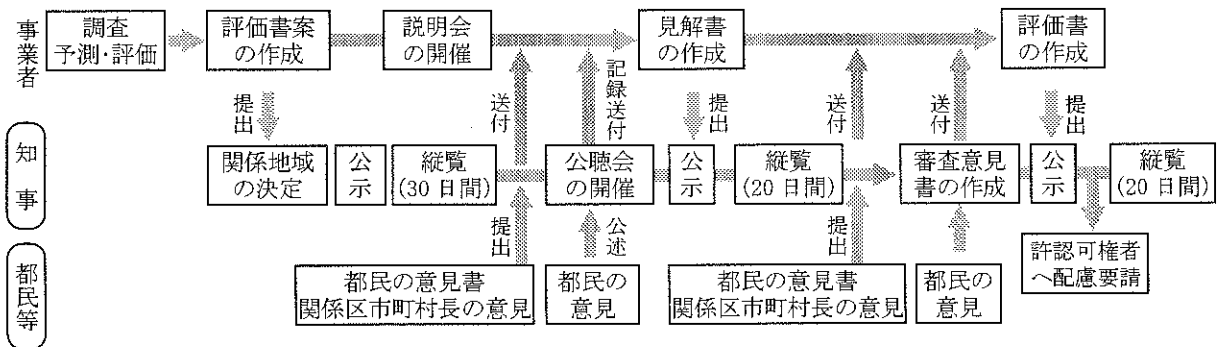 事業者
調査
予測・評価
評価書案
の作成
説明会
の開催
見解書
の作成
評価書
の作成
提出
送付
記録送付
提出
送付
送付
提出
知事
関係地域
の決定
公示
縦覧
(30日間)
公聴会
の開催
公示
縦覧
(20日間)
審査意見
書の作成
公示
縦覧
(20日間)
提出
公述
提出
都民等
都民の意見書
関係区市町村長の意見
都民の
意見
都民の意見書
関係区市町村長の意見
都民の
意見
許認可権者
へ配慮要請